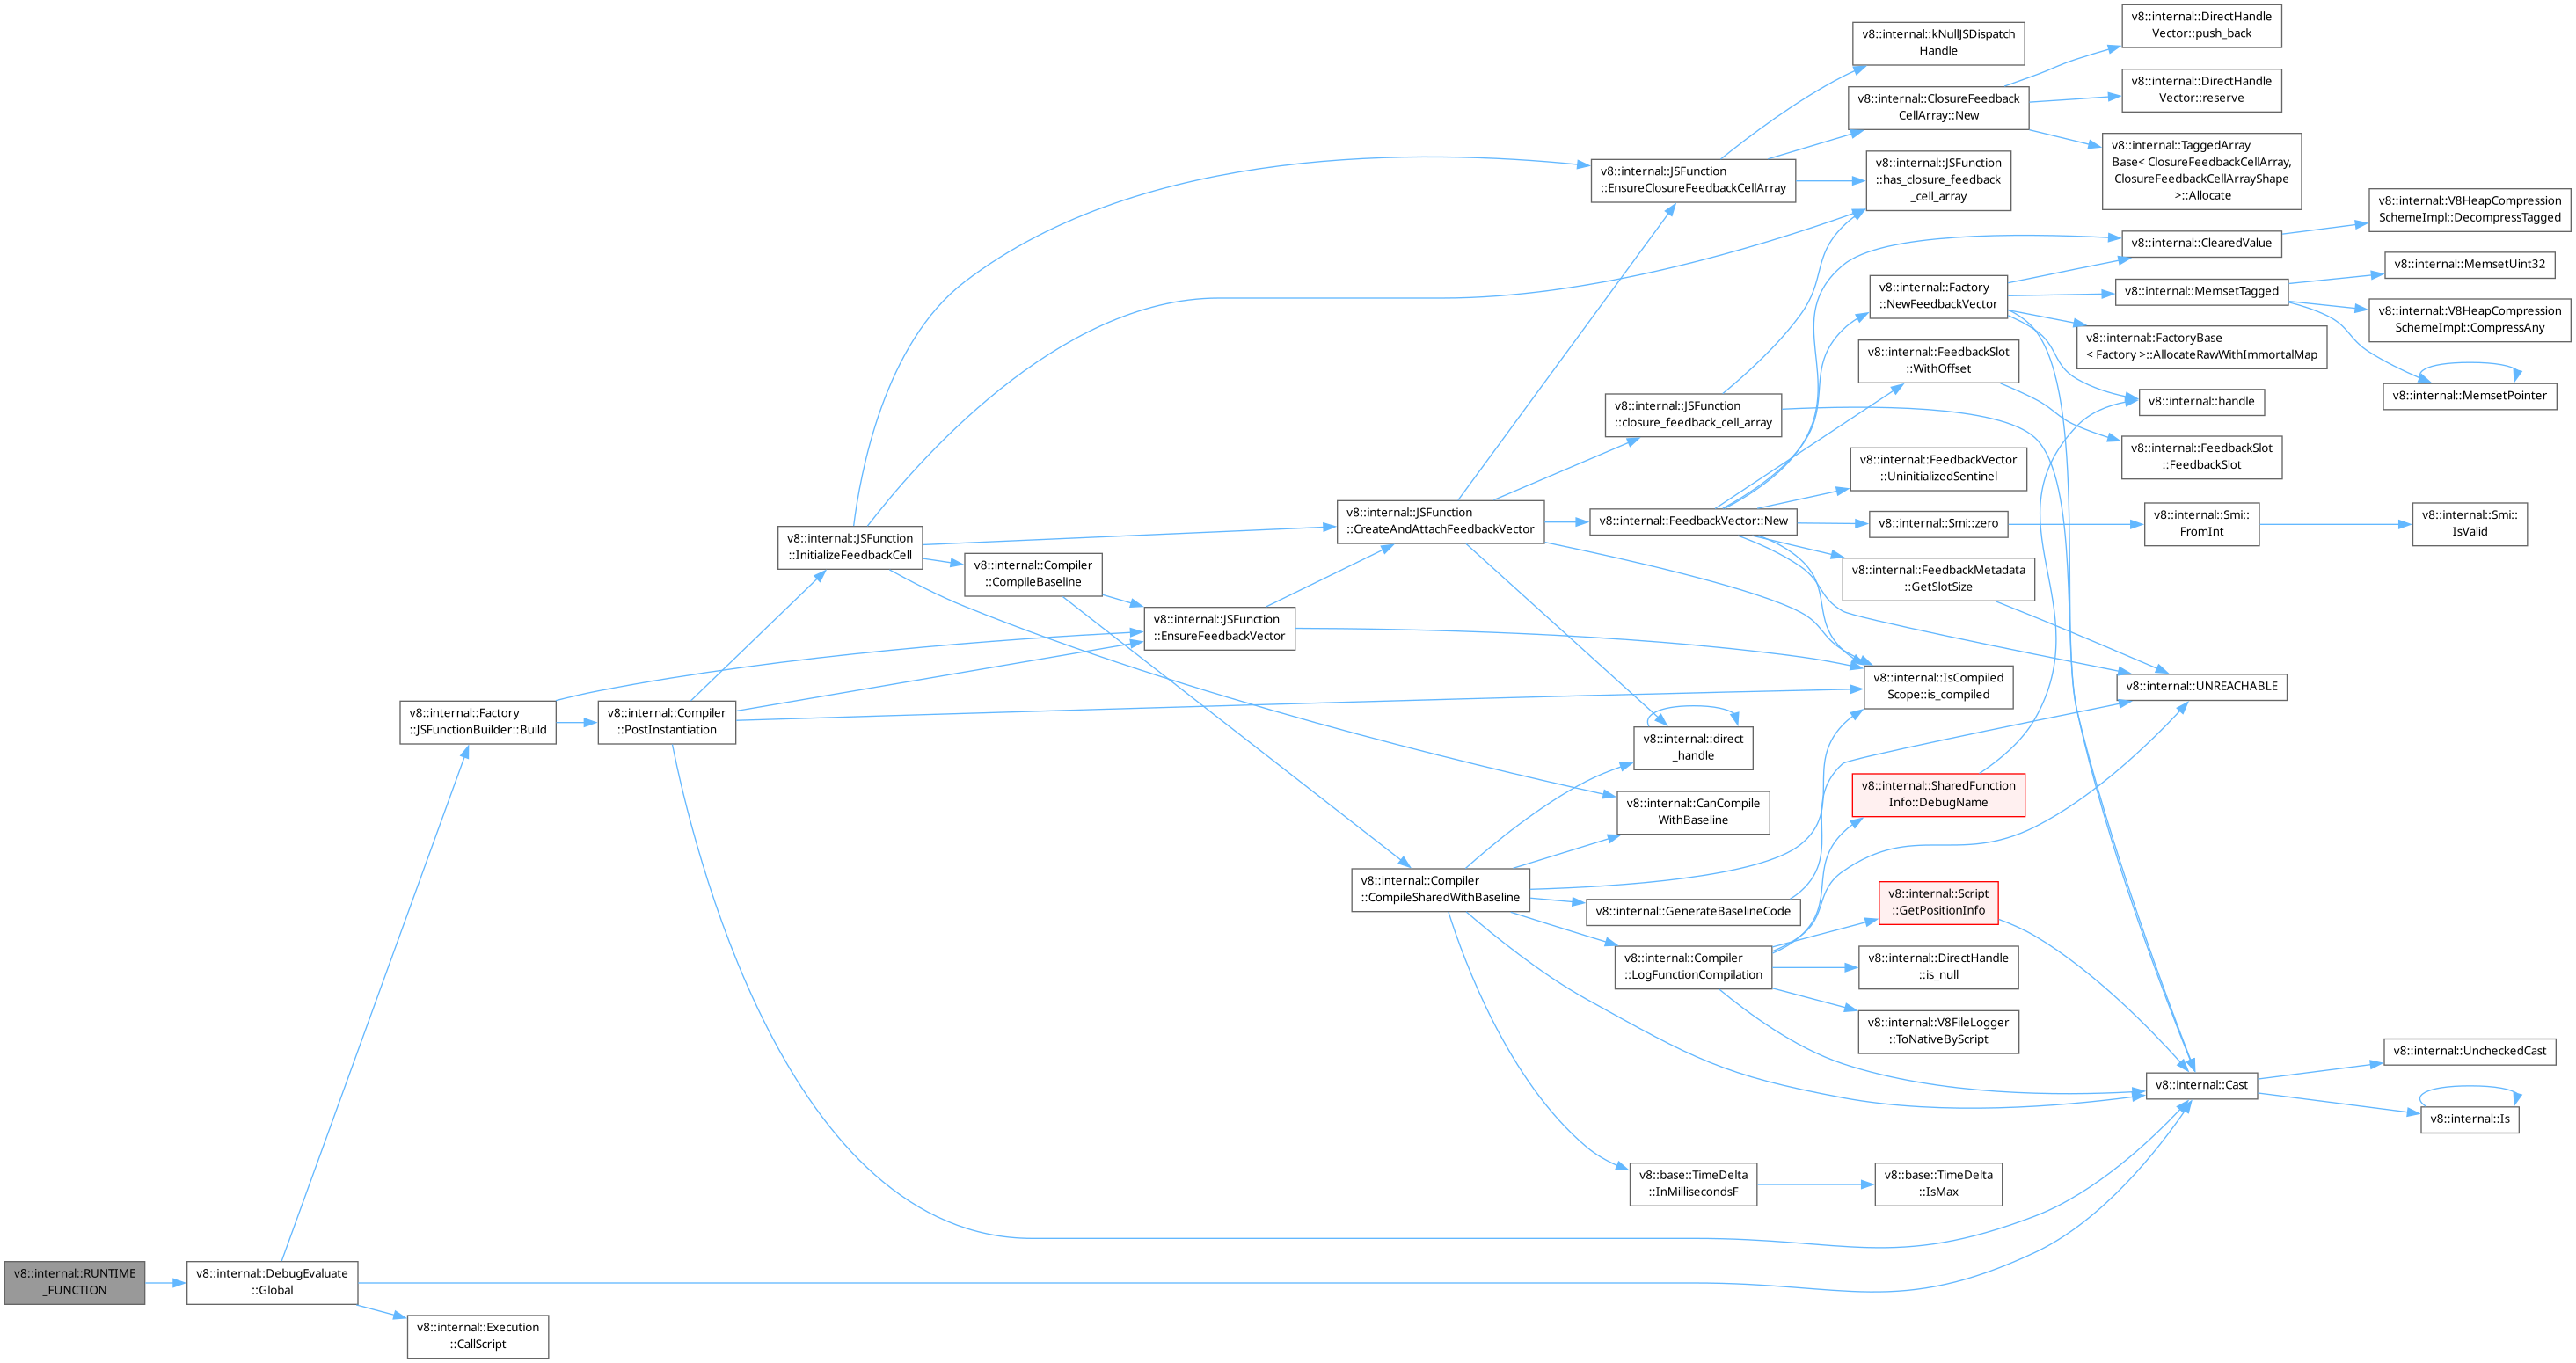 v8::internal::RUNTIME
_FUNCTION
v8::internal::DebugEvaluate
::Global
v8::internal::Factory
::JSFunctionBuilder::Build
v8::internal::Execution
::CallScript
v8::internal::Compiler
::PostInstantiation
v8::internal::JSFunction
::InitializeFeedbackCell
v8::internal::Compiler
::CompileBaseline
v8::internal::JSFunction
::EnsureFeedbackVector
v8::internal::JSFunction
::CreateAndAttachFeedbackVector
v8::internal::Compiler
::CompileSharedWithBaseline
v8::internal::JSFunction
::EnsureClosureFeedbackCellArray
v8::internal::JSFunction
::closure_feedback_cell_array
v8::internal::FeedbackVector::New
v8::internal::direct
_handle
v8::internal::CanCompile
WithBaseline
v8::internal::GenerateBaselineCode
v8::internal::Compiler
::LogFunctionCompilation
v8::base::TimeDelta
::InMillisecondsF
v8::internal::kNullJSDispatch
Handle
v8::internal::ClosureFeedback
CellArray::New
v8::internal::JSFunction
::has_closure_feedback
_cell_array
v8::internal::Factory
::NewFeedbackVector
v8::internal::FeedbackSlot
::WithOffset
v8::internal::FeedbackVector
::UninitializedSentinel
v8::internal::Smi::zero
v8::internal::FeedbackMetadata
::GetSlotSize
v8::internal::IsCompiled
Scope::is_compiled
v8::internal::SharedFunction
Info::DebugName
v8::internal::Script
::GetPositionInfo
v8::internal::DirectHandle
::is_null
v8::internal::V8FileLogger
::ToNativeByScript
v8::base::TimeDelta
::IsMax
v8::internal::DirectHandle
Vector::push_back
v8::internal::DirectHandle
Vector::reserve
v8::internal::TaggedArray
Base< ClosureFeedbackCellArray,
ClosureFeedbackCellArrayShape
>::Allocate
v8::internal::ClearedValue
v8::internal::MemsetTagged
v8::internal::FactoryBase
< Factory >::AllocateRawWithImmortalMap
v8::internal::handle
v8::internal::FeedbackSlot
::FeedbackSlot
v8::internal::Smi::
FromInt
v8::internal::UNREACHABLE
v8::internal::Cast
v8::internal::V8HeapCompression
SchemeImpl::DecompressTagged
v8::internal::MemsetUint32
v8::internal::V8HeapCompression
SchemeImpl::CompressAny
v8::internal::MemsetPointer
v8::internal::Smi::
IsValid
v8::internal::UncheckedCast
v8::internal::Is